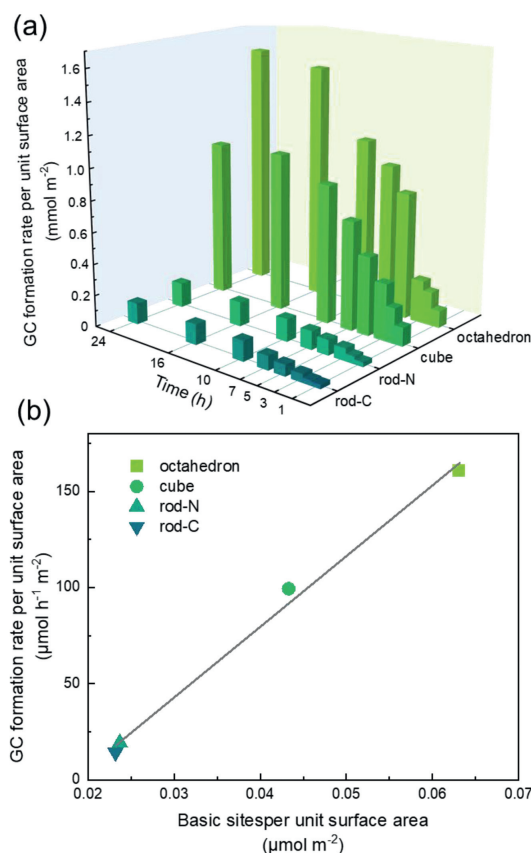 (a)
GC formation rate per unit surface area
(mmol m⁻²)
1.6
1.4
1.2
1.0
0.8
0.6
0.4
0.2
0
24
16
10
7
5
3
1
Time (h)
octahedron
cube
rod-N
rod-C
(b)
GC formation rate per unit surface area
(μmol h⁻¹ m⁻²)
150
100
50
0
octahedron
cube
rod-N
rod-C
0.02
0.03
0.04
0.05
0.06
0.07
Basic sitesper unit surface area
(μmol m⁻²)